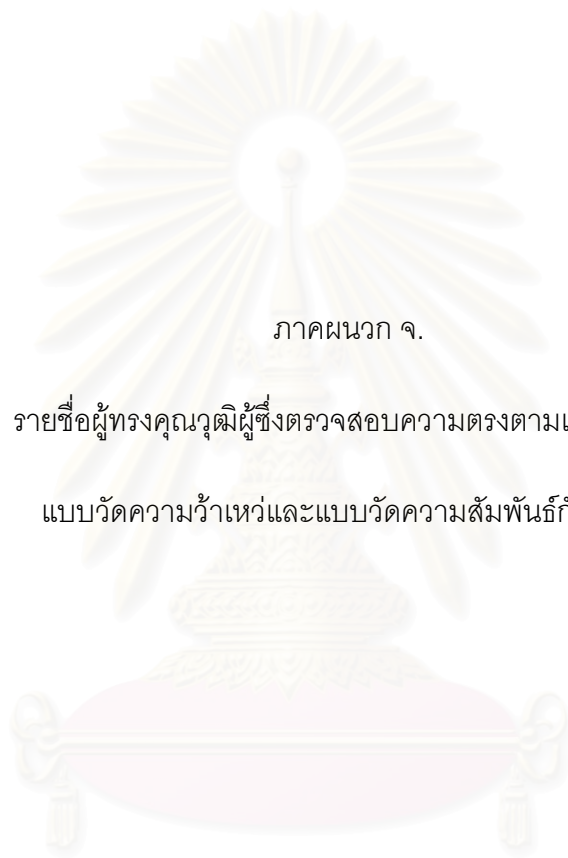 ภาคผนวก จ.
รายชื่อผู้ทรงคุณวุฒิผู้ซึ่งตรวจสอบความตรงตาม
แบบวัดความว้าเหว่และแบบวัดความสัมพันธ์